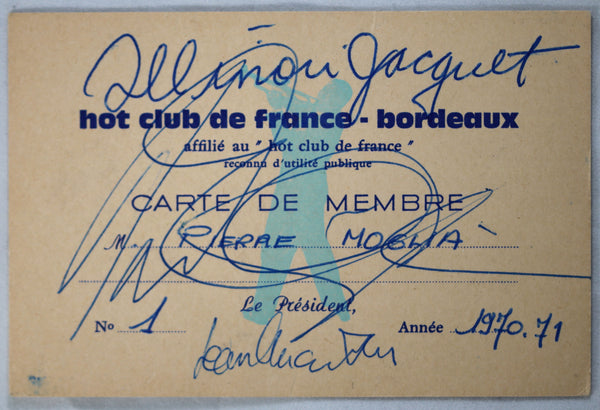 Illinois Jacquet
hot club de france - bordeaux
affilié au " hot club de france "
reconnu d'utilité publique
CARTE DE MEMBRE
M. PIERRE MOGLIA
Le Président,
No 1 Année 1970.71